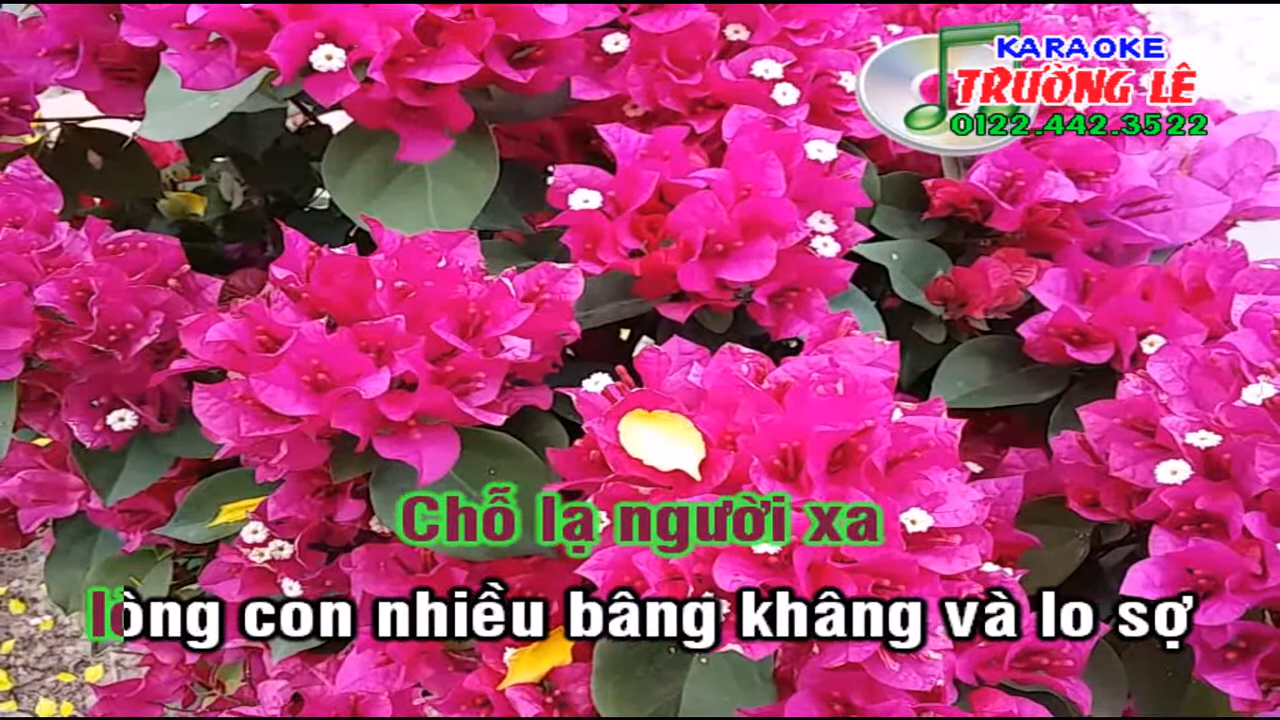 KARAOKE
TRƯỜNG LÊ
0122.442.3522
Chỗ lạ người xa
lòng con nhiều bâng khâng và lo sợ